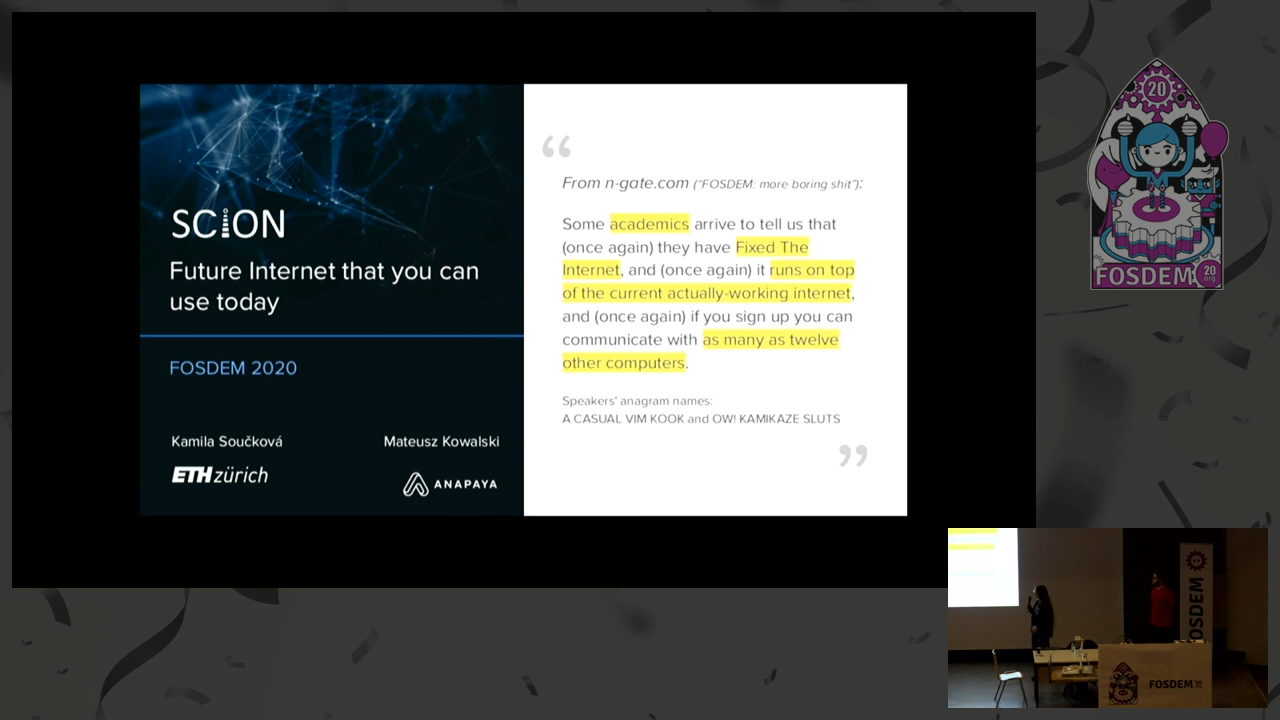 SCION
Future Internet that you can
use today
FOSDEM 2020
Kamila Součková
Mateusz Kowalski
ETH zürich
ANAPAYA
“
From n-gate.com (“FOSDEM: more boring shit”):
Some academics arrive to tell us that
(once again) they have Fixed The
Internet, and (once again) it runs on top
of the current actually-working internet,
and (once again) if you sign up you can
communicate with as many as twelve
other computers.
Speakers' anagram names:
A CASUAL VIM KOOK and OW! KAMIKAZE SLUTS
”
20
FOSDEM
20
.org
FOSDEM
FOSDEM